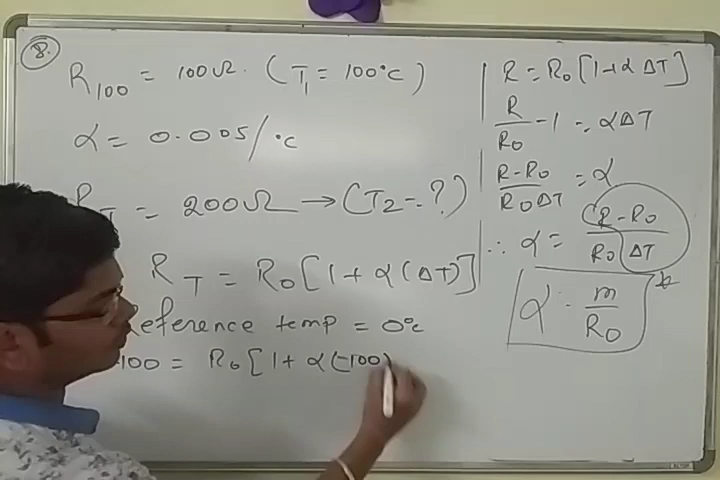 8.
R100 = 100Ω. (T1 = 100°c)
α = 0.005/°c
= 200Ω → (T2 = ?)
RT = R0[1 + α(ΔT)]
eference temp = 0°c
100 = R0[1 + α(-100)
R = R0[1+α ΔT]
R/R0 - 1 = αΔT
R-R0/R0ΔT = α
∴ α = R-R0/R0 ΔT
α = m/R0